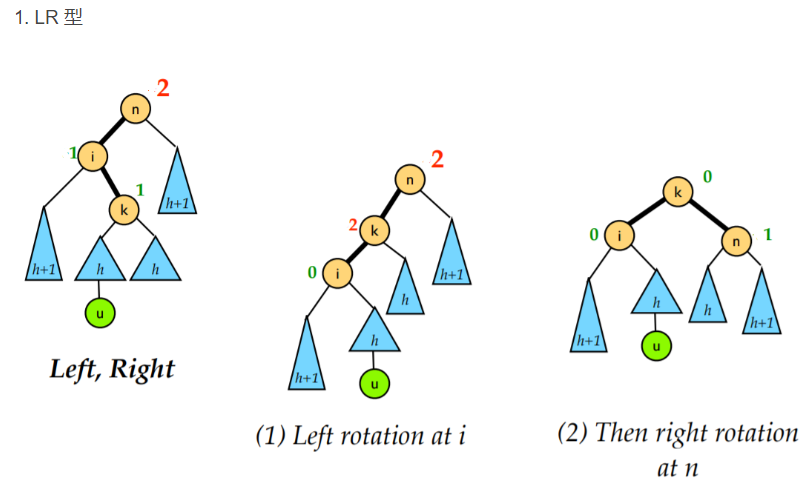 1. LR 型
2
n
1
i
1
k
h+1
h+1
h
h
u
Left, Right
2
n
2
k
0
i
h+1
h
h
h+1
u
(1) Left rotation at i
0
k
0
i
n
1
h
h
h+1
h+1
u
(2) Then right rotation
at n